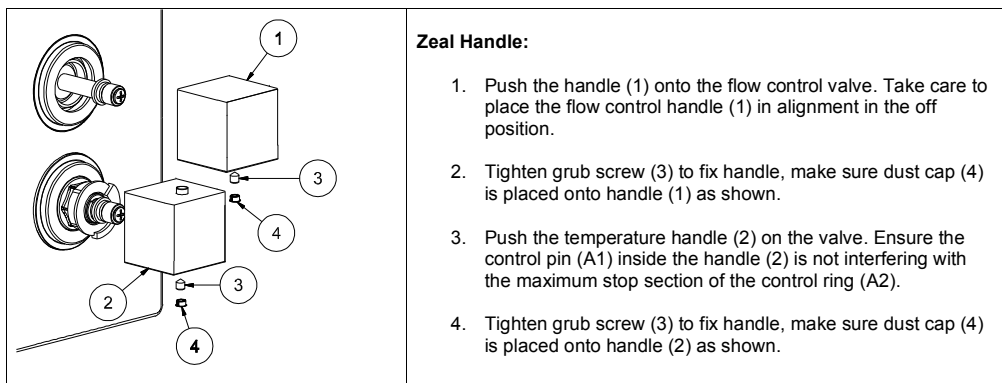 1
3
4
2
3
4
Zeal Handle:
1. Push the handle (1) onto the flow control valve. Take care to
place the flow control handle (1) in alignment in the off
position.
2. Tighten grub screw (3) to fix handle, make sure dust cap (4)
is placed onto handle (1) as shown.
3. Push the temperature handle (2) on the valve. Ensure the
control pin (A1) inside the handle (2) is not interfering with
the maximum stop section of the control ring (A2).
4. Tighten grub screw (3) to fix handle, make sure dust cap (4)
is placed onto handle (2) as shown.